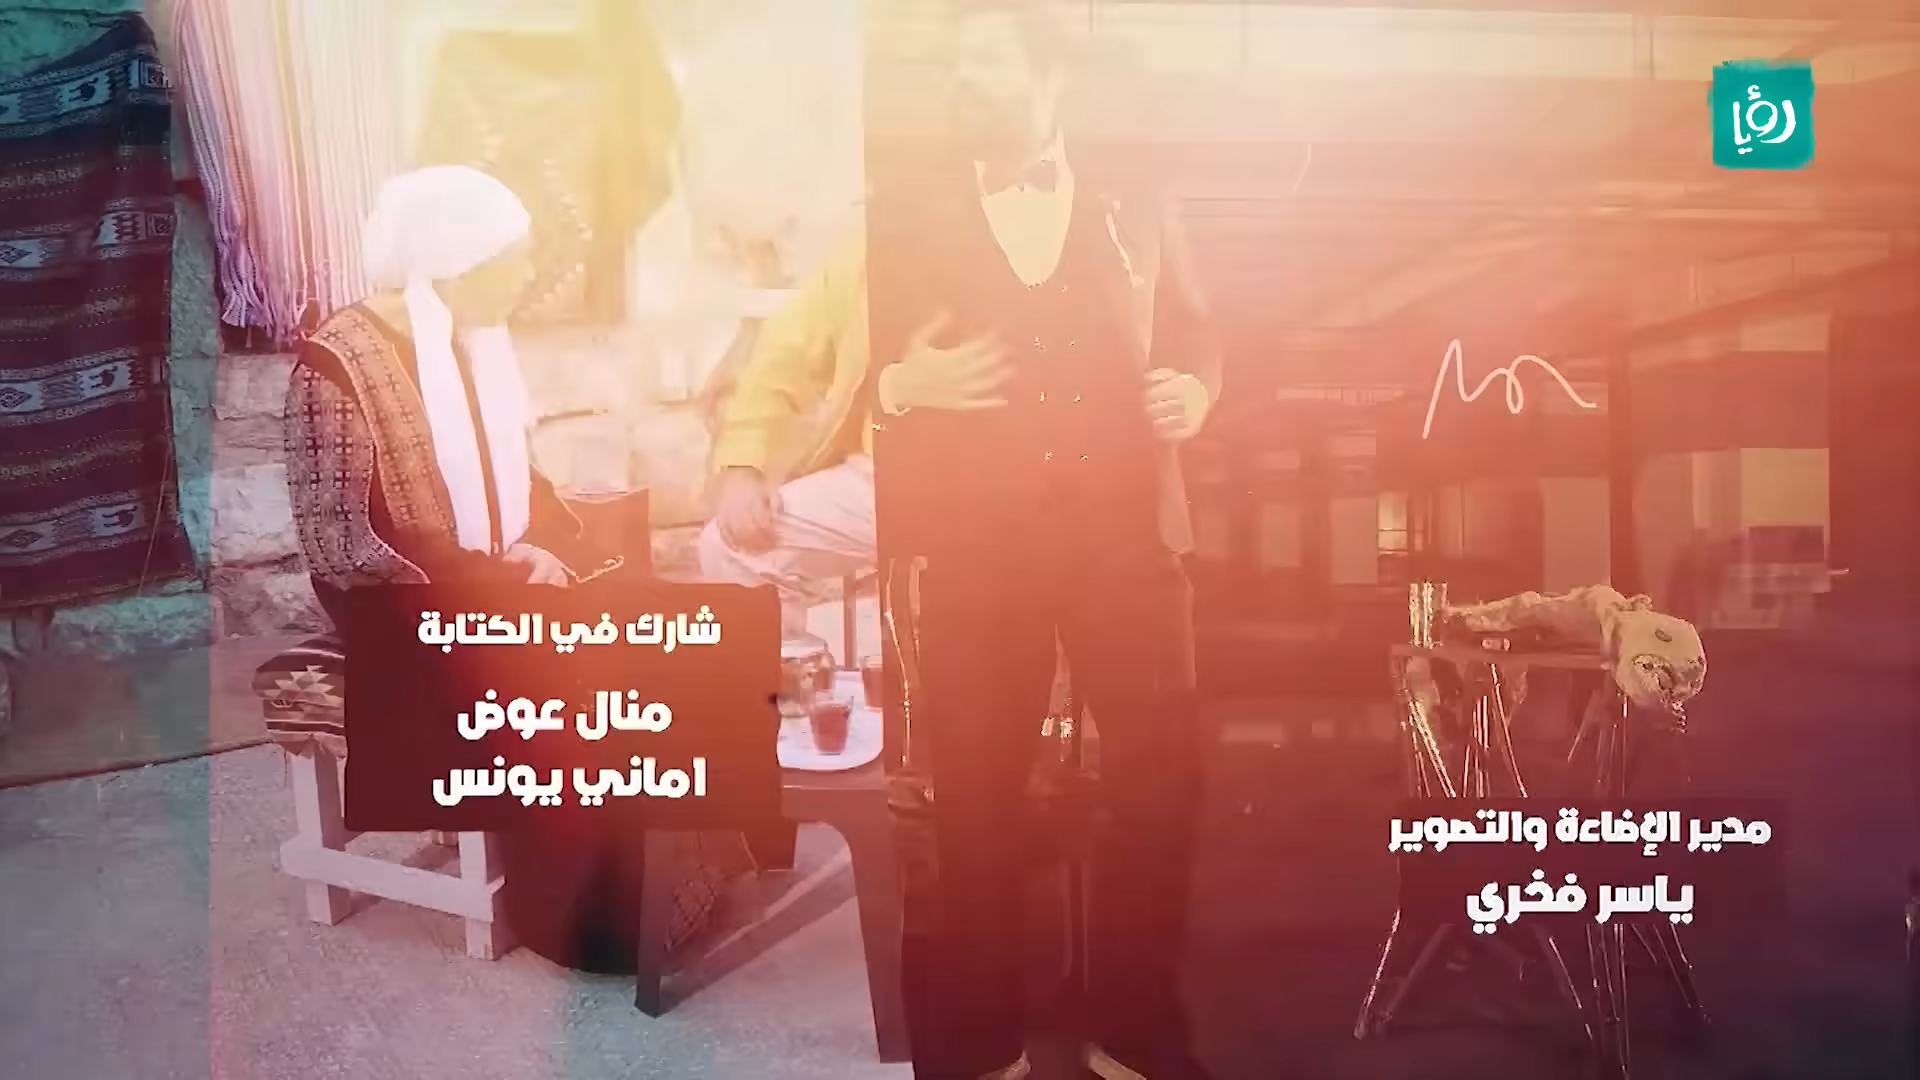 رؤيا
شارك في الكتابة
منال عوض
اماني يونس
مدير الإضاءة والتصوير
ياسر فخري